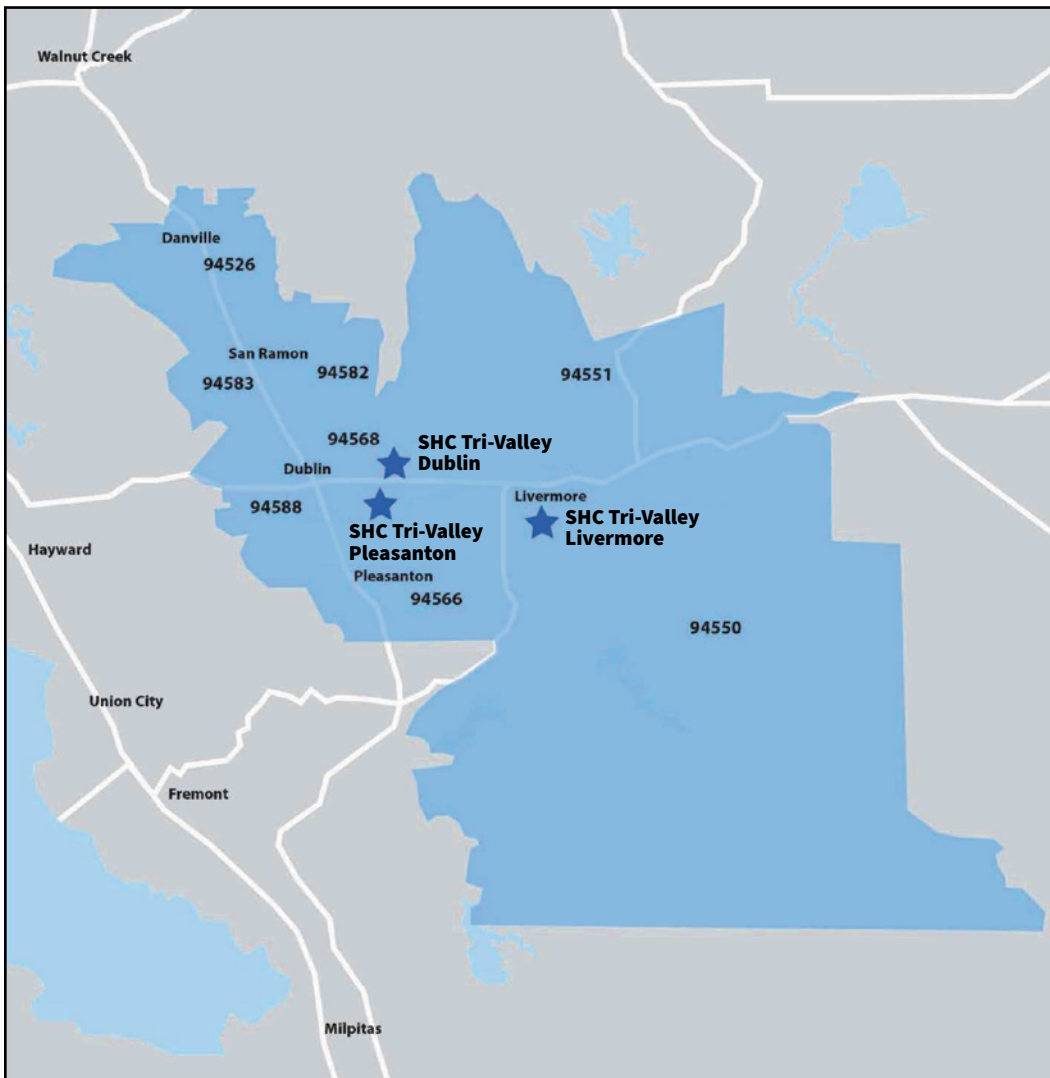 Walnut Creek
Danville
94526
San Ramon
94582
94583
94551
94568
SHC Tri-Valley
Dublin
Dublin
94588
Livermore
SHC Tri-Valley
Livermore
SHC Tri-Valley
Pleasanton
Hayward
Pleasanton
94566
94550
Union City
Fremont
Milpitas